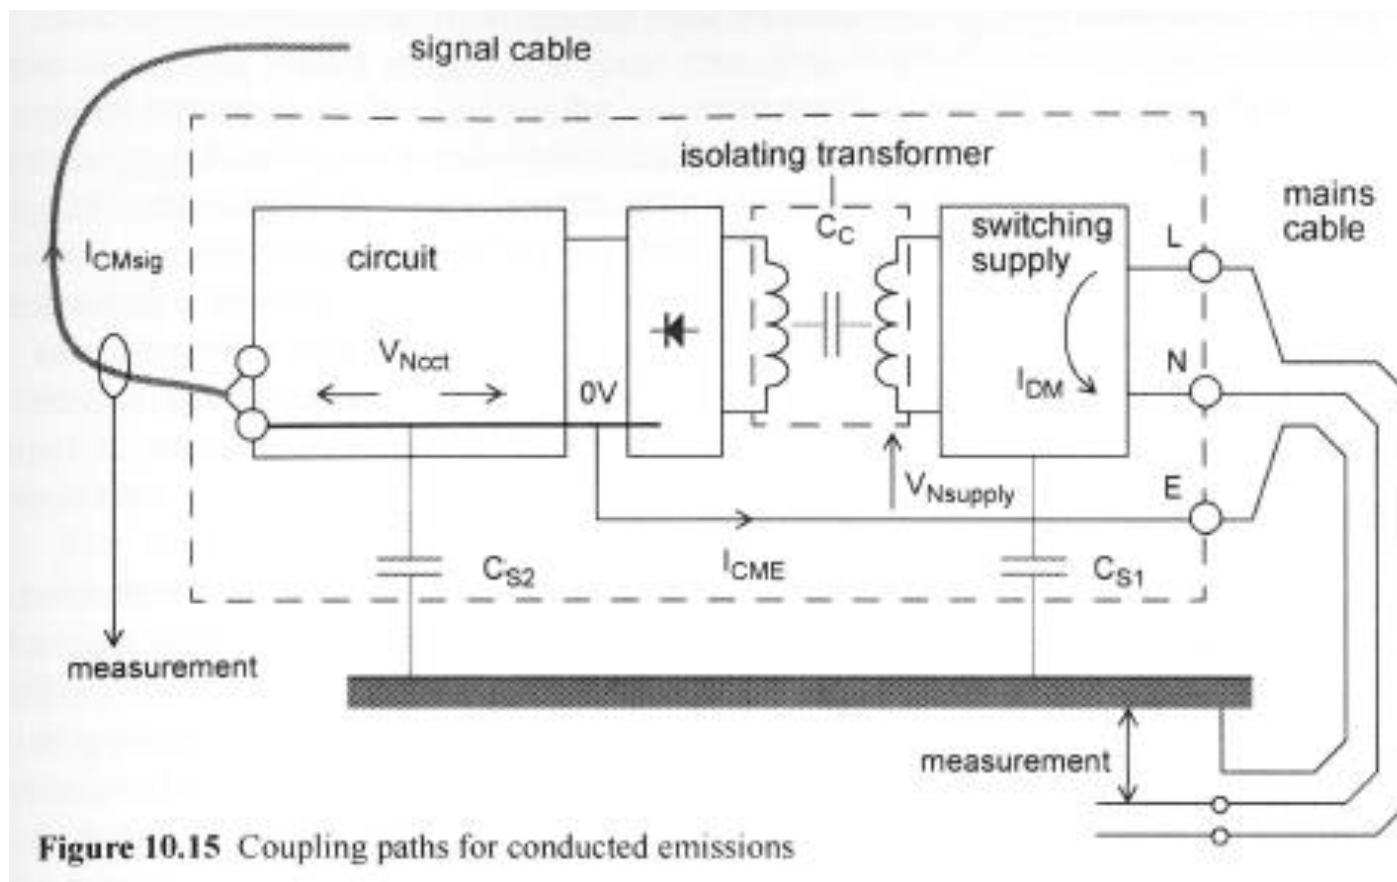 signal cable
isolating transformer
mains
cable
C_C
switching
supply
L
I_CMsig
circuit
V_Ncct
0V
N
I_DM
V_Nsupply
E
C_S2
I_CME
C_S1
measurement
measurement
Figure 10.15 Coupling paths for conducted emissions